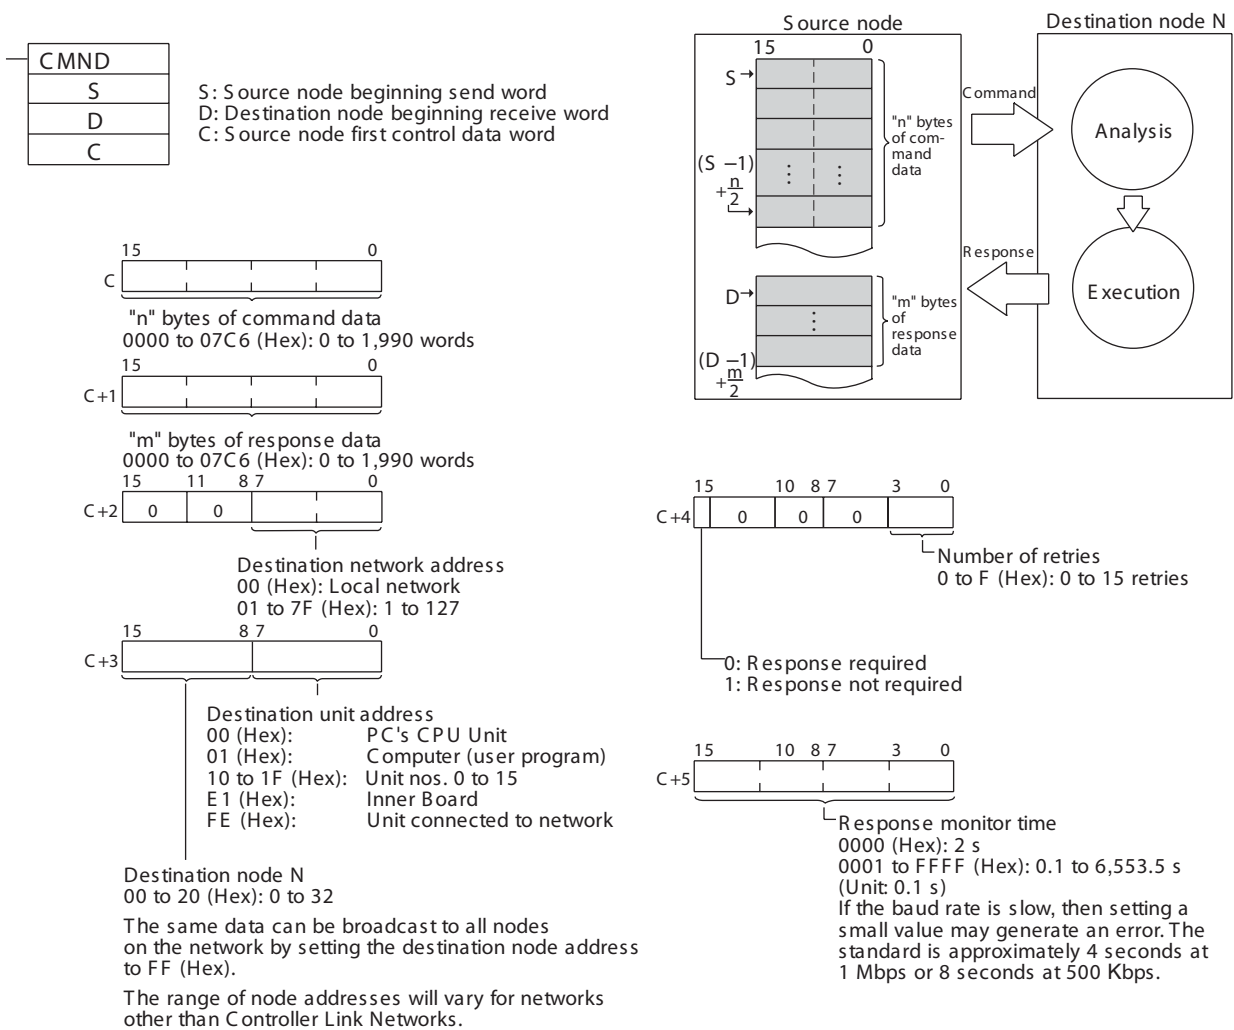 CMND
S
D
C
S: Source node beginning send word
D: Destination node beginning receive word
C: Source node first control data word
Source node
Destination node N
15 0
S
"n" bytes
of com-
mand
data
(S –1)
+n/2
Command
Analysis
Response
Execution
D
"m" bytes
of
response
data
(D –1)
+m/2
15 0
C
"n" bytes of command data
0000 to 07C6 (Hex): 0 to 1,990 words
15 0
C+1
"m" bytes of response data
0000 to 07C6 (Hex): 0 to 1,990 words
15 11 8 7 0
C+2 0 0
Destination network address
00 (Hex): Local network
01 to 7F (Hex): 1 to 127
15 8 7 0
C+3
Destination unit address
00 (Hex): PC's CPU Unit
01 (Hex): Computer (user program)
10 to 1F (Hex): Unit nos. 0 to 15
E1 (Hex): Inner Board
FE (Hex): Unit connected to network
Destination node N
00 to 20 (Hex): 0 to 32
The same data can be broadcast to all nodes
on the network by setting the destination node address
to FF (Hex).
The range of node addresses will vary for networks
other than Controller Link Networks.
15 10 8 7 3 0
C+4 0 0 0
Number of retries
0 to F (Hex): 0 to 15 retries
0: Response required
1: Response not required
15 10 8 7 3 0
C+5
Response monitor time
0000 (Hex): 2 s
0001 to FFFF (Hex): 0.1 to 6,553.5 s
(Unit: 0.1 s)
If the baud rate is slow, then setting a
small value may generate an error. The
standard is approximately 4 seconds at
1 Mbps or 8 seconds at 500 Kbps.